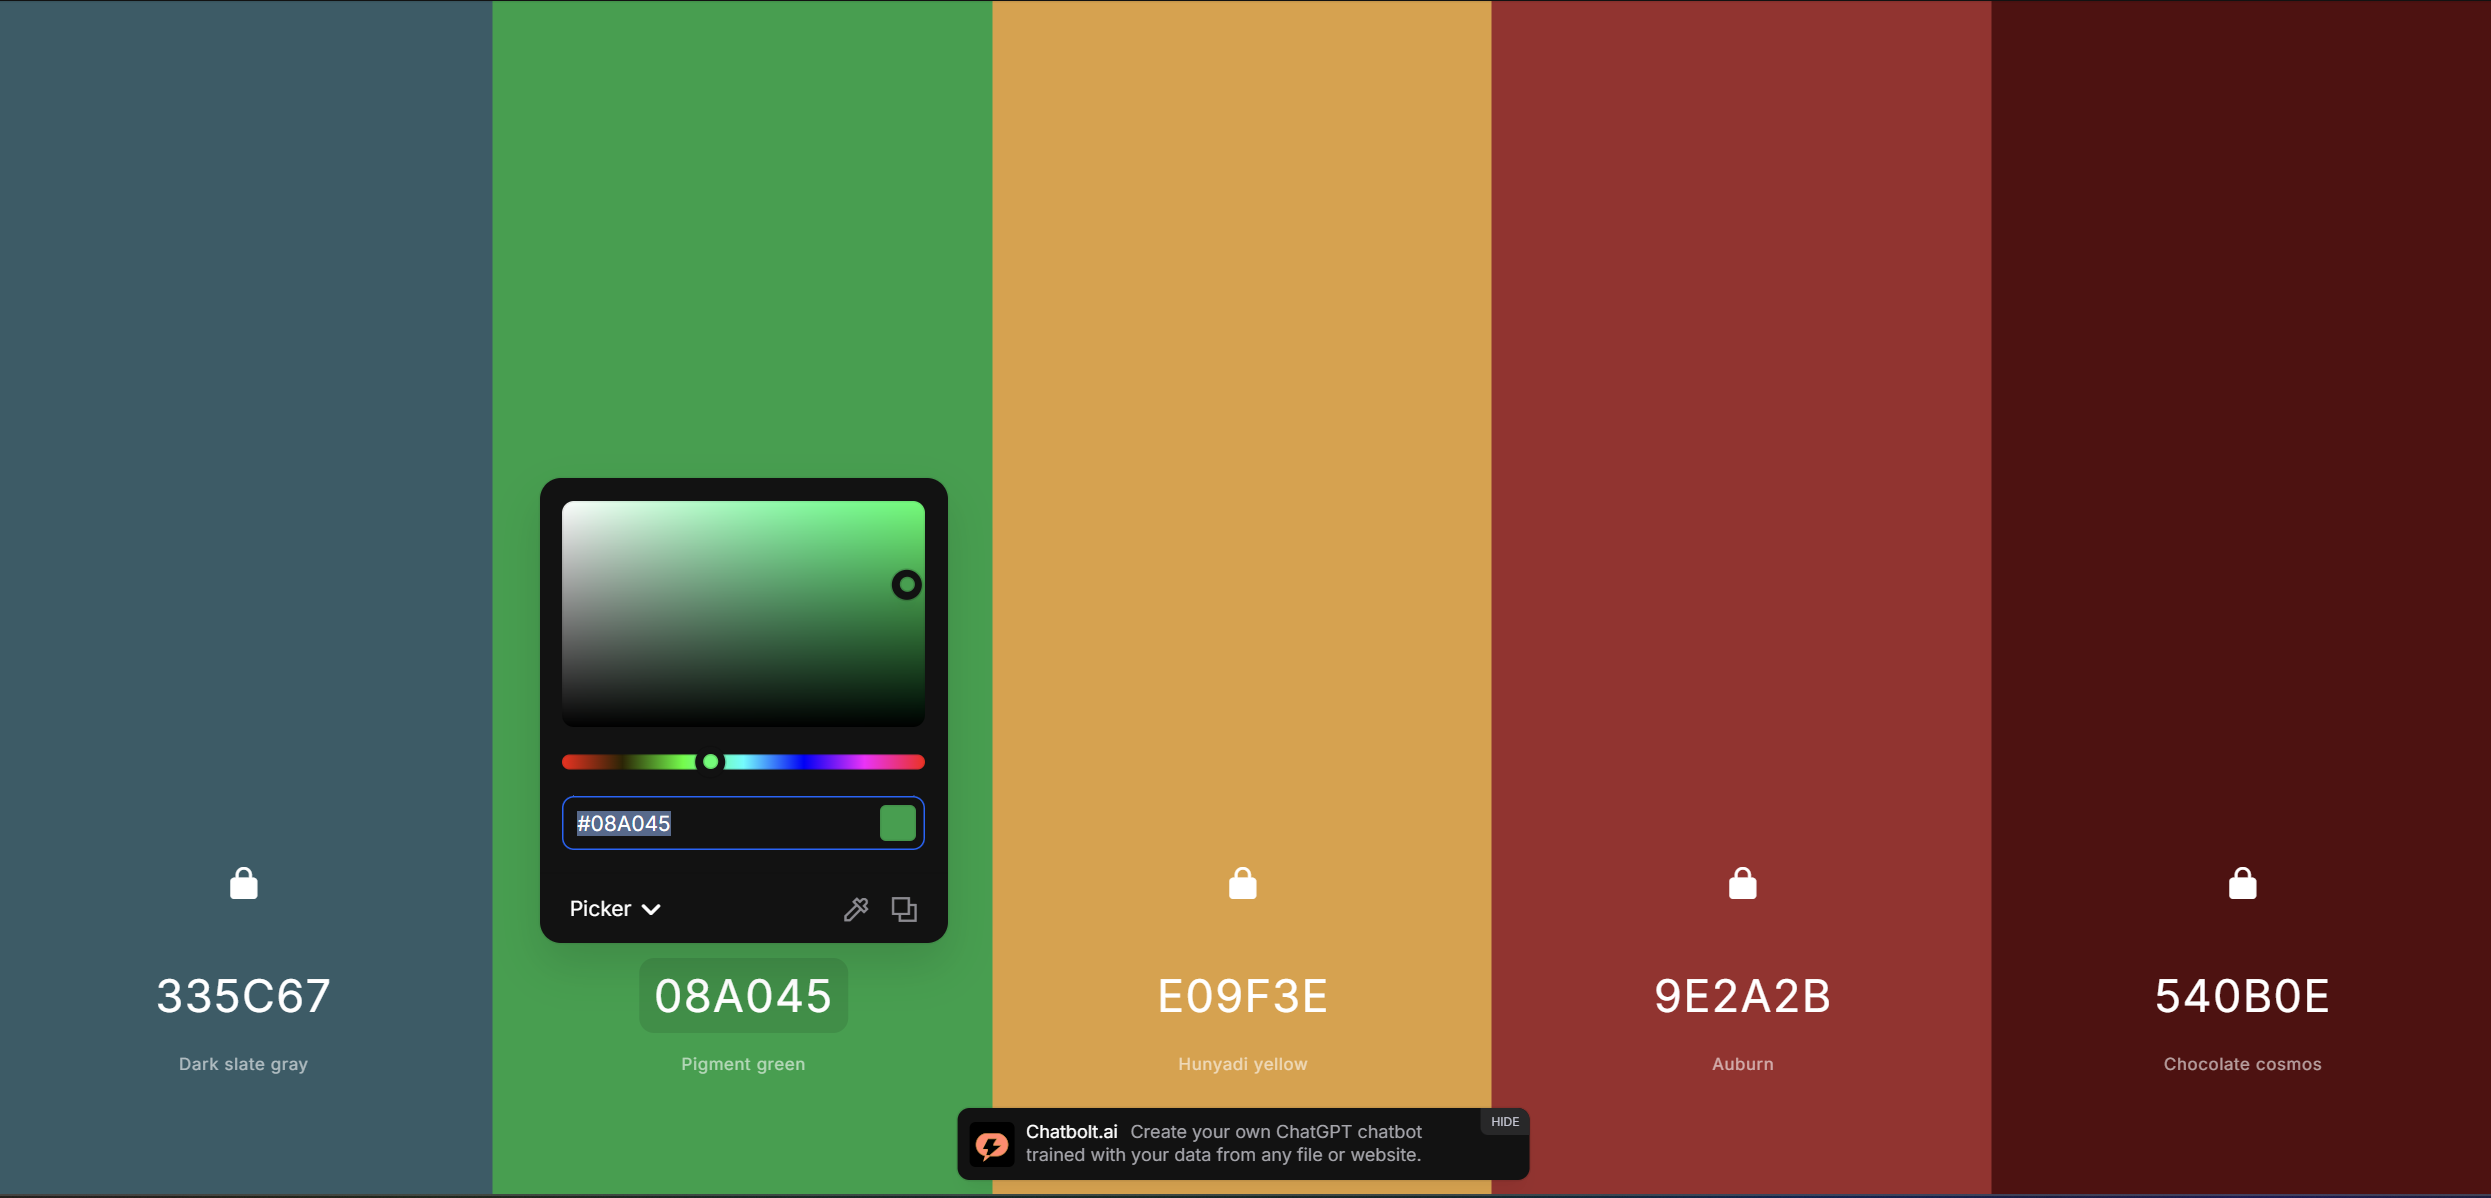 #08A045
Picker
335C67
08A045
E09F3E
9E2A2B
540B0E
Dark slate gray
Pigment green
Hunyadi yellow
Auburn
Chocolate cosmos
HIDE
Chatbolt.ai Create your own ChatGPT chatbot
trained with your data from any file or website.